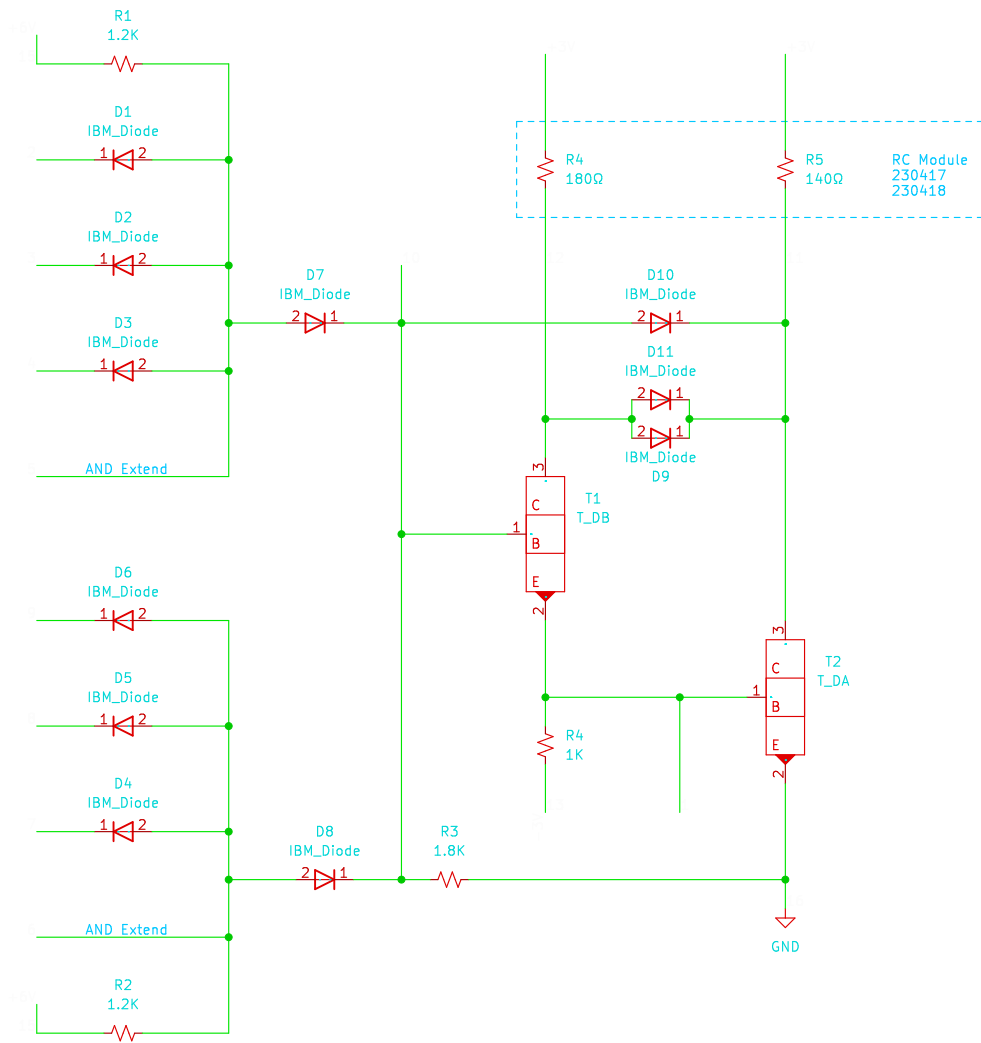 R1
1.2K
D1
IBM_Diode
1 2
R4
180Ω
R5
140Ω
RC Module
230417
230418
D2
IBM_Diode
1 2
D7
IBM_Diode
2 1
D10
IBM_Diode
2 1
D3
IBM_Diode
1 2
D11
IBM_Diode
2 1
2 1
IBM_Diode
D9
AND Extend
3
C
1
B
E
2
T1
T_DB
D6
IBM_Diode
1 2
3
C
1
B
E
2
T2
T_DA
D5
IBM_Diode
1 2
R4
1K
D4
IBM_Diode
1 2
D8
IBM_Diode
2 1
R3
1.8K
AND Extend
GND
R2
1.2K